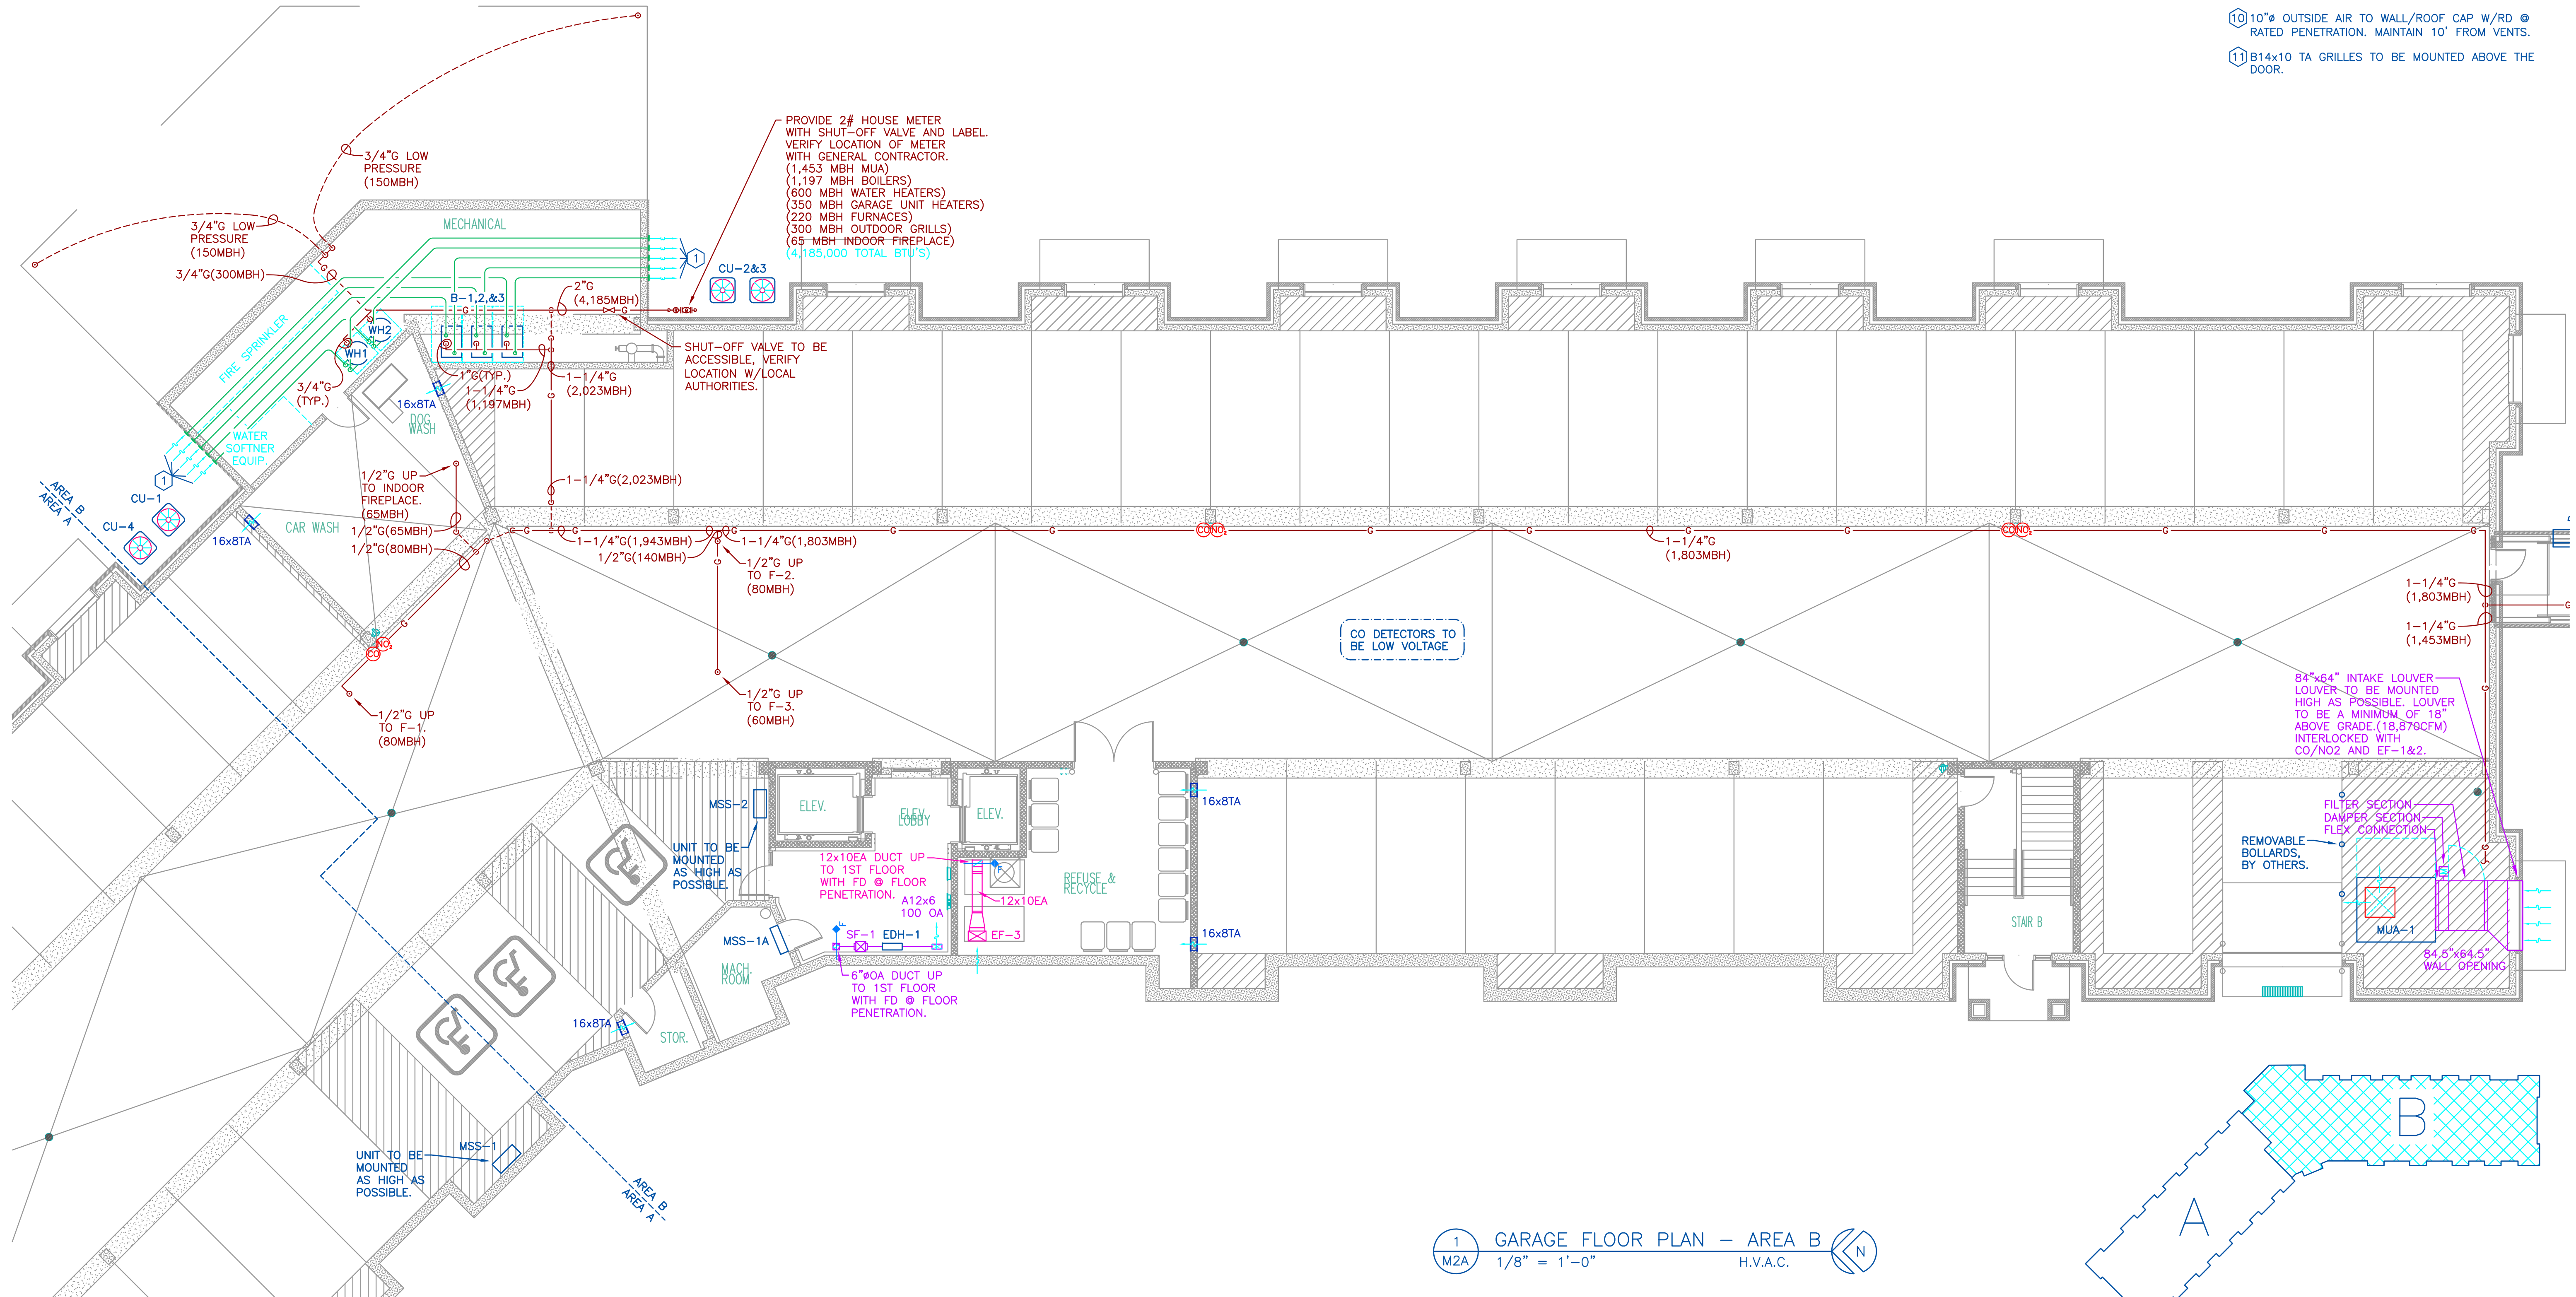 10 10"ø OUTSIDE AIR TO WALL/ROOF CAP W/RD @
RATED PENETRATION. MAINTAIN 10' FROM VENTS.
11 B14x10 TA GRILLES TO BE MOUNTED ABOVE THE
DOOR.
PROVIDE 2# HOUSE METER
WITH SHUT-OFF VALVE AND LABEL.
VERIFY LOCATION OF METER
WITH GENERAL CONTRACTOR.
(1,453 MBH MUA)
(1,197 MBH BOILERS)
(600 MBH WATER HEATERS)
(350 MBH GARAGE UNIT HEATERS)
(220 MBH FURNACES)
(300 MBH OUTDOOR GRILLS)
(65 MBH INDOOR FIREPLACE)
(4,185,000 TOTAL BTU'S)
3/4"G LOW
PRESSURE
(150MBH)
3/4"G LOW
PRESSURE
(150MBH)
3/4"G(300MBH)
MECHANICAL
1
CU-2&3
B-1,2,&3
2"G
(4,185MBH)
G
G
G
WH2
WH1
FIRE SPRINKLER
SHUT-OFF VALVE TO BE
ACCESSIBLE, VERIFY
LOCATION W/LOCAL
AUTHORITIES.
3/4"G
(TYP.)
1"G(TYP.)
1-1/4"G
(1,197MBH)
1-1/4"G
(2,023MBH)
G
16x8TA
DOG
WASH
WATER
SOFTNER
EQUIP.
1
CU-1
CU-4
AREA B
AREA A
CAR WASH
16x8TA
1/2"G UP
TO INDOOR
FIREPLACE.
(65MBH)
1/2"G(65MBH)
1/2"G(80MBH)
1-1/4"G(2,023MBH)
G
G
G
G
G
G
G
G
G
G
G
G
G
G
1-1/4"G(1,943MBH)
1/2"G(140MBH)
1-1/4"G(1,803MBH)
CO NO2
CO NO2
1-1/4"G
(1,803MBH)
1/2"G UP
TO F-2.
(80MBH)
G
1/2"G UP
TO F-3.
(60MBH)
G
NO2
CO
1/2"G UP
TO F-1.
(80MBH)
CO DETECTORS TO
BE LOW VOLTAGE
1-1/4"G
(1,803MBH)
G
1-1/4"G
(1,453MBH)
G
G
84"x64" INTAKE LOUVER
LOUVER TO BE MOUNTED
HIGH AS POSSIBLE. LOUVER
TO BE A MINIMUM OF 18"
ABOVE GRADE.(18,870CFM)
INTERLOCKED WITH
CO/NO2 AND EF-1&2.
FILTER SECTION
DAMPER SECTION
FLEX CONNECTION
REMOVABLE
BOLLARDS,
BY OTHERS.
MUA-1
84.5"x64.5"
WALL OPENING
MSS-2
UNIT TO BE
MOUNTED
AS HIGH AS
POSSIBLE.
ELEV.
ELEV.
LOBBY
ELEV.
12x10EA DUCT UP
TO 1ST FLOOR
WITH FD @ FLOOR
PENETRATION.
A12x6
100 OA
F
12x10EA
EF-3
REFUSE &
RECYCLE
16x8TA
16x8TA
STAIR B
MSS-1A
F
SF-1
EDH-1
MACH.
ROOM
6"øOA DUCT UP
TO 1ST FLOOR
WITH FD @ FLOOR
PENETRATION.
16x8TA
STOR.
MSS-1
UNIT TO BE
MOUNTED
AS HIGH AS
POSSIBLE.
AREA B
AREA A
1
M2A
GARAGE FLOOR PLAN - AREA B
1/8" = 1'-0"
H.V.A.C.
N
B
A